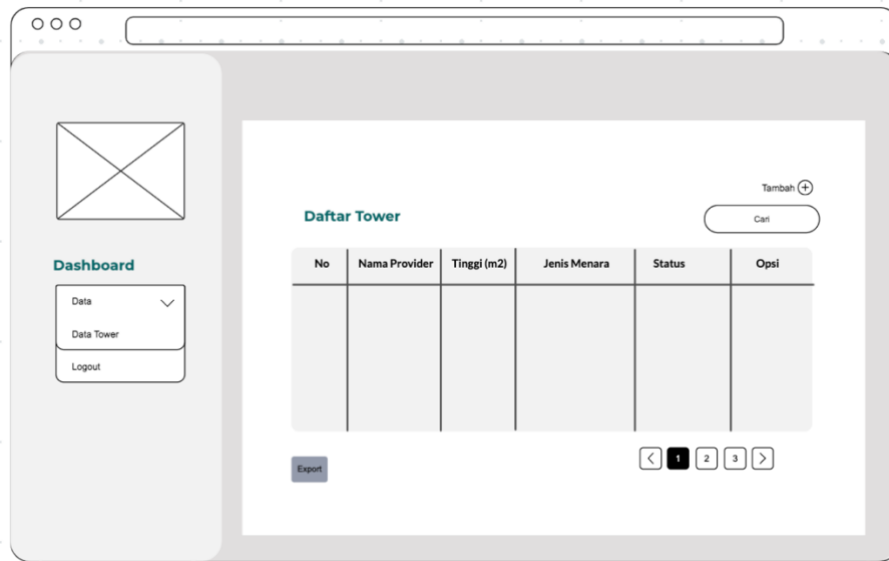 Dashboard
Data
Data Tower
Logout
Tambah
Daftar Tower
Cari
No Nama Provider Tinggi (m2) Jenis Menara Status Opsi
Export
1 2 3